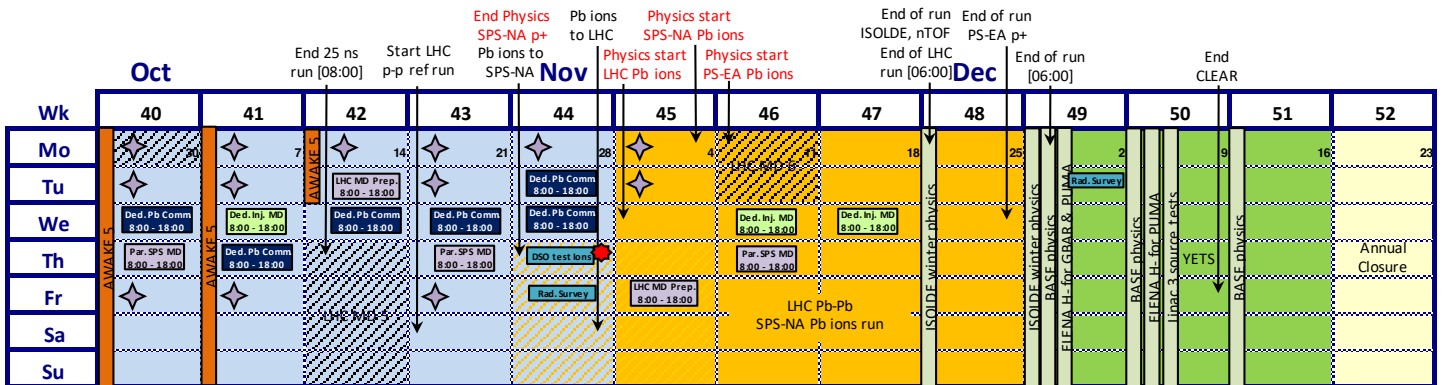 End Physics
SPS-NA p+
Pb ions to
SPS-NA
Pb ions
to LHC
Physics start
SPS-NA Pb ions
End of run
ISOLDE, nTOF
End of LHC
run [06:00]
End of run
PS-EA p+
End 25 ns
run [08:00]
Start LHC
p-p ref run
Physics start
LHC Pb ions
Physics start
PS-EA Pb ions
End of run
[06:00]
End
CLEAR
Oct
Nov
Dec
Wk 40 41 42 43 44 45 46 47 48 49 50 51 52
Mo 30 7 14 21 28 4 11 18 25 2 9 16 23
Tu
We
Th
Fr
Sa
Su
AWAKE 5
AWAKE 5
AWAKE 5
LHC MD Prep.
8:00 - 18:00
Ded. Pb Comm.
8:00 - 18:00
LHC MD 6
Rad. Survey
Ded. Pb Comm.
8:00 - 18:00
Ded. Inj. MD
8:00 - 18:00
Ded. Pb Comm.
8:00 - 18:00
Ded. Pb Comm.
8:00 - 18:00
Ded. Pb Comm.
8:00 - 18:00
Ded. Inj. MD
8:00 - 18:00
Ded. Inj. MD
8:00 - 18:00
Par. SPS MD
8:00 - 18:00
Ded. Pb Comm.
8:00 - 18:00
Par. SPS MD
8:00 - 18:00
DSO test Ions
Par. SPS MD
8:00 - 18:00
Rad. Survey
LHC MD Prep.
8:00 - 18:00
LHC MD 5
LHC Pb-Pb
SPS-NA Pb ions run
ISOLDE winter physics
ISOLDE winter physics
BASE physics
ELENA H- for GBAR & PUMA
BASE physics
ELENA H- for PUMA
Linac 3 source tests
YETS
BASE physics
Annual
Closure